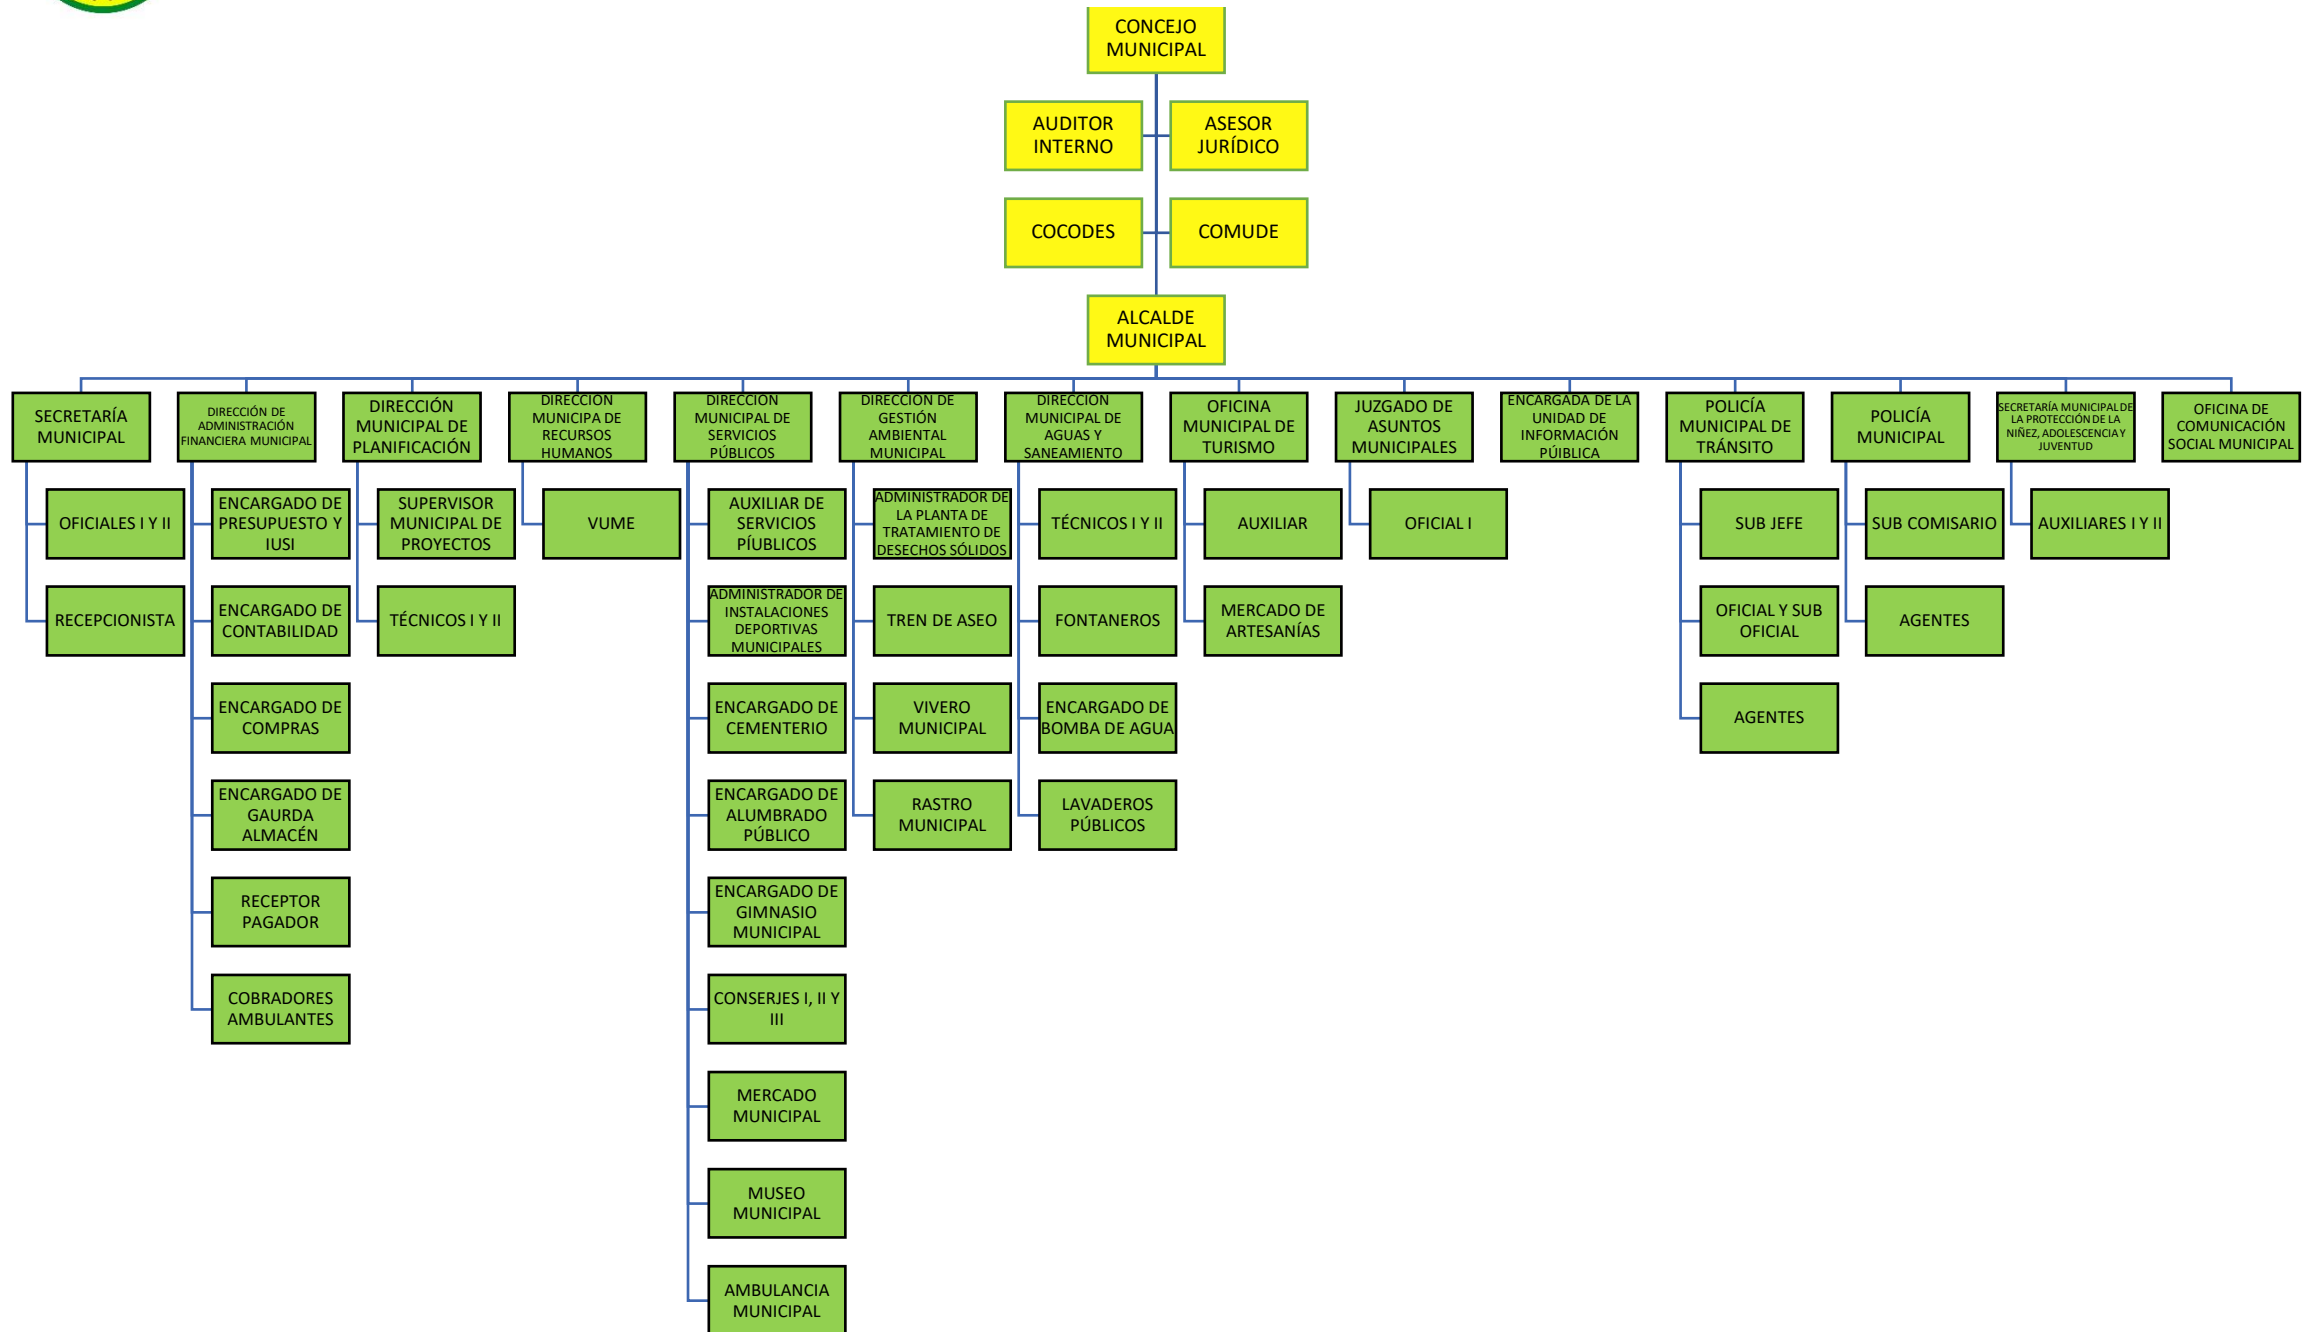 CONCEJO
MUNICIPAL
AUDITOR
INTERNO
ASESOR
JURÍDICO
COCODES
COMUDE
ALCALDE
MUNICIPAL
SECRETARÍA
MUNICIPAL
OFICIALES I Y II
RECEPCIONISTA
DIRECCIÓN DE
ADMINISTRACIÓN
FINANCIERA MUNICIPAL
ENCARGADO DE
PRESUPUESTO Y
IUSI
ENCARGADO DE
CONTABILIDAD
ENCARGADO DE
COMPRAS
ENCARGADO DE
GAURDA
ALMACÉN
RECEPTOR
PAGADOR
COBRADORES
AMBULANTES
DIRECCIÓN
MUNICIPAL DE
PLANIFICACIÓN
SUPERVISOR
MUNICIPAL DE
PROYECTOS
TÉCNICOS I Y II
DIRECCIÓN
MUNICIPA DE
RECURSOS
HUMANOS
VUME
DIRECCIÓN
MUNICIPAL DE
SERVICIOS
PÚBLICOS
AUXILIAR DE
SERVICIOS
PÍUBLICOS
ADMINISTRADOR DE
INSTALACIONES
DEPORTIVAS
MUNICIPALES
ENCARGADO DE
CEMENTERIO
ENCARGADO DE
ALUMBRADO
PÚBLICO
ENCARGADO DE
GIMNASIO
MUNICIPAL
CONSERJES I, II Y
III
MERCADO
MUNICIPAL
MUSEO
MUNICIPAL
AMBULANCIA
MUNICIPAL
DIRECCIÓN DE
GESTIÓN
AMBIENTAL
MUNICIPAL
ADMINISTRADOR DE
LA PLANTA DE
TRATAMIENTO DE
DESECHOS SÓLIDOS
TREN DE ASEO
VIVERO
MUNICIPAL
RASTRO
MUNICIPAL
DIRECCIÓN
MUNICIPAL DE
AGUAS Y
SANEAMIENTO
TÉCNICOS I Y II
FONTANEROS
ENCARGADO DE
BOMBA DE AGUA
LAVADEROS
PÚBLICOS
OFICINA
MUNICIPAL DE
TURISMO
AUXILIAR
MERCADO DE
ARTESANÍAS
JUZGADO DE
ASUNTOS
MUNICIPALES
OFICIAL I
ENCARGADA DE LA
UNIDAD DE
INFORMACIÓN
PÚIBLICA
POLICÍA
MUNICIPAL DE
TRÁNSITO
SUB JEFE
OFICIAL Y SUB
OFICIAL
AGENTES
POLICÍA
MUNICIPAL
SUB COMISARIO
AGENTES
SECRETARÍA MUNICIPAL DE
LA PROTECCIÓN DE LA
NIÑEZ, ADOLESCENCIA Y
JUVENTUD
AUXILIARES I Y II
OFICINA DE
COMUNICACIÓN
SOCIAL MUNICIPAL